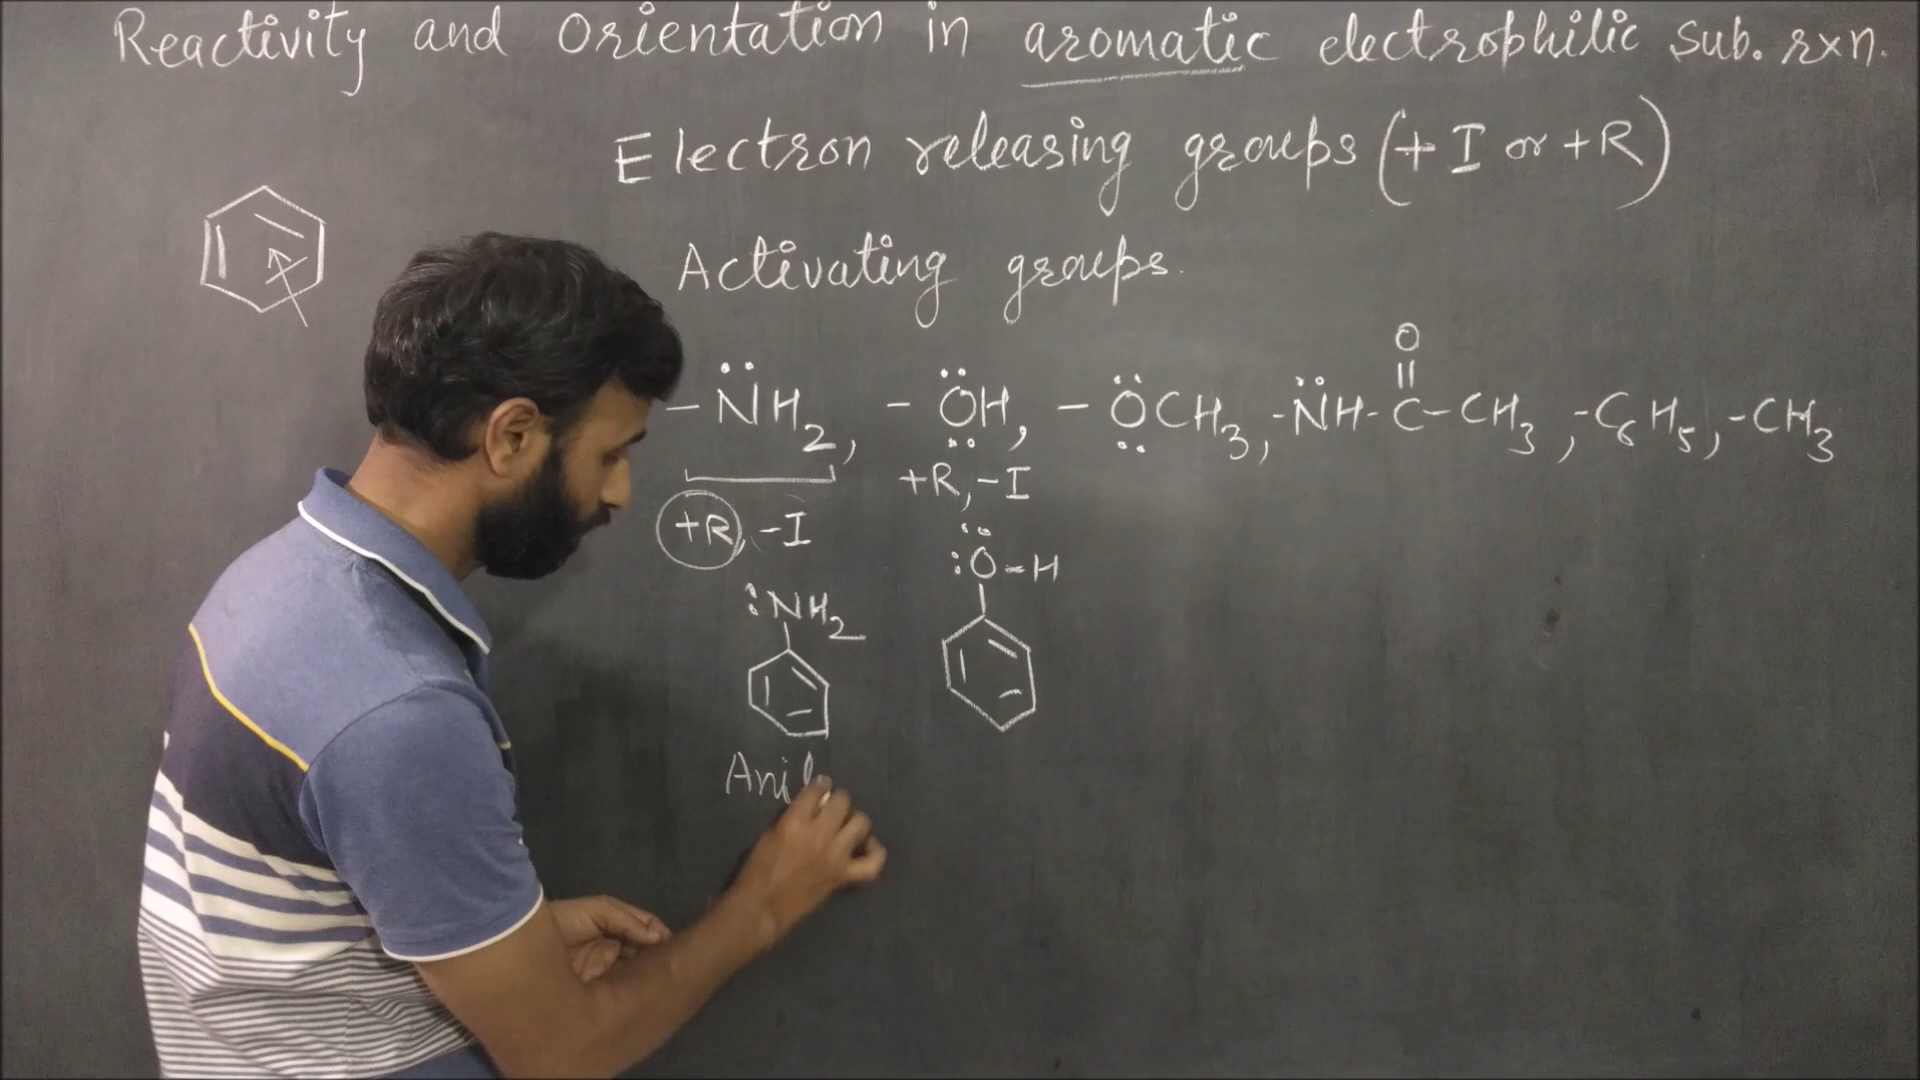 Reactivity and Orientation in aromatic electrophilic sub. rxn.
Electron releasing groups (+I or +R)
Activating groups.
-NH2, -OH, -OCH3, -NH-C-CH3, -C6H5, -CH3
O
+R, -I
+R, -I
:NH2
:O-H
Anil